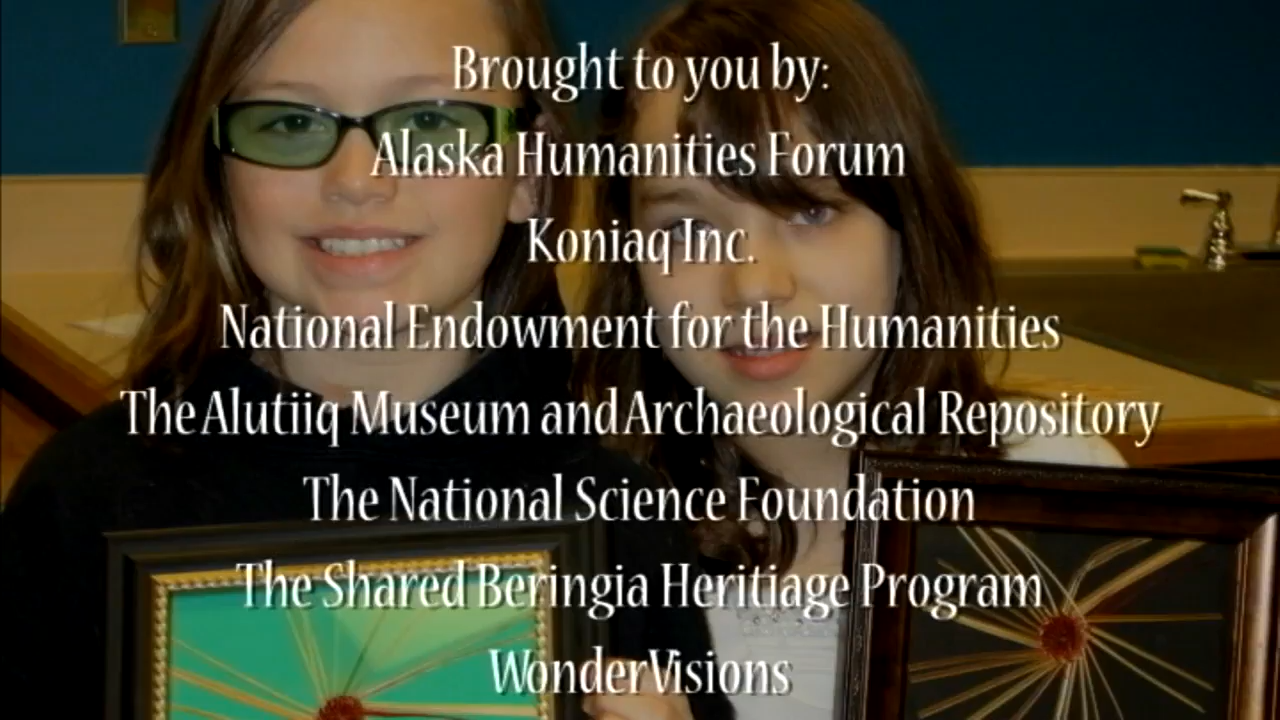 Brought to you by:
Alaska Humanities Forum
Koniaq Inc.
National Endowment for the Humanities
The Alutiiq Museum and Archaeological Repository
The National Science Foundation
The Shared Beringia Heritiage Program
WonderVisions